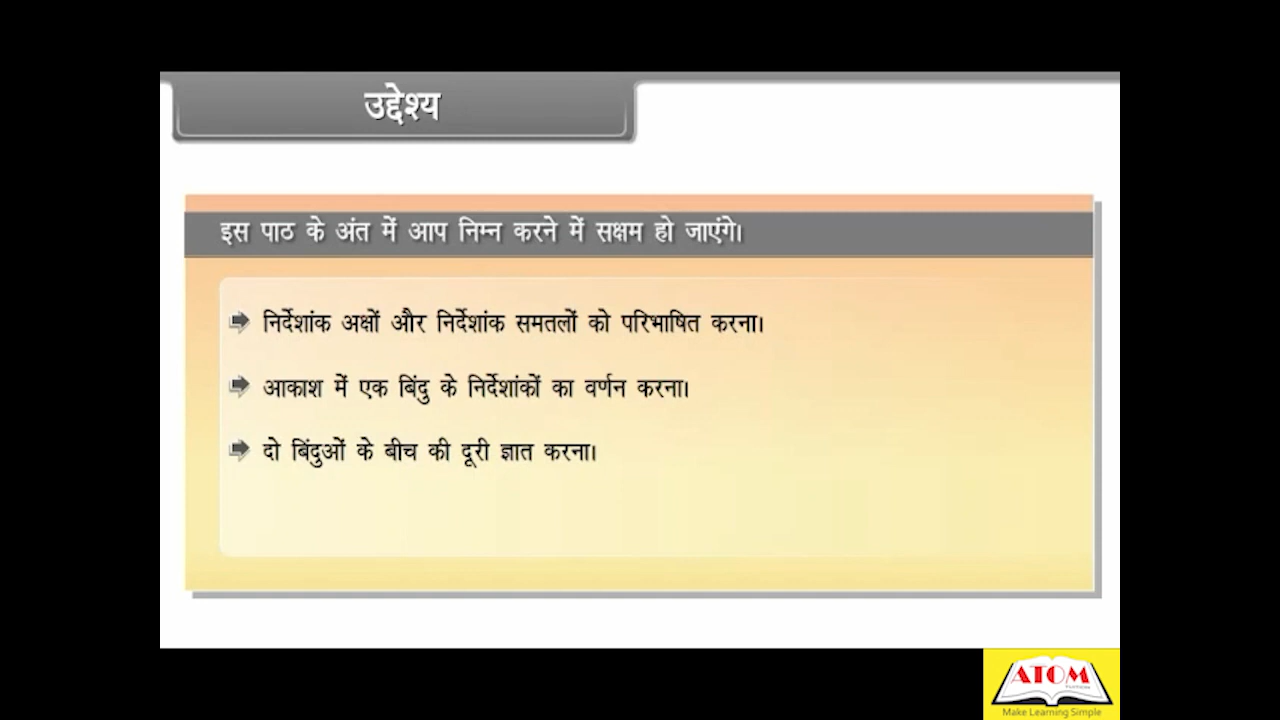 उद्देश्य
इस पाठ के अंत में आप निम्न करने में सक्षम हो जाएंगे।
निर्देशांक अक्षों और निर्देशांक समतलों को परिभाषित करना।
आकाश में एक बिंदु के निर्देशांकों का वर्णन करना।
दो बिंदुओं के बीच की दूरी ज्ञात करना।
ATOM
Make Learning Simple